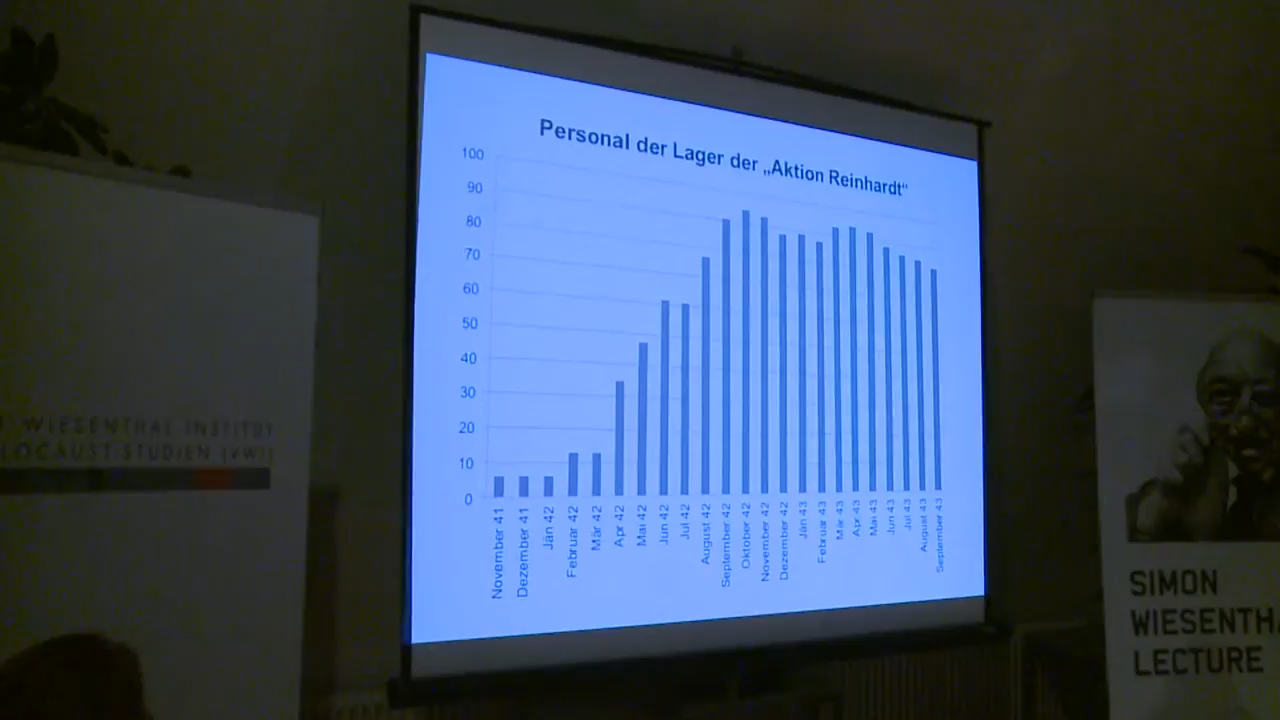 Personal der Lager der „Aktion Reinhardt“
100
90
80
70
60
50
40
30
20
10
0
November 41
Dezember 41
Jän 42
Februar 42
Mär 42
Apr 42
Mai 42
Jun 42
Jul 42
August 42
September 42
Oktober 42
November 42
Dezember 42
Jän 43
Februar 43
Mär 43
Apr 43
Mai 43
Jun 43
Jul 43
August 43
September 43
WIESENTHAL INSTITUT
HOLOCAUST-STUDIEN (VWI)
SIMON
WIESENTHA
LECTURE